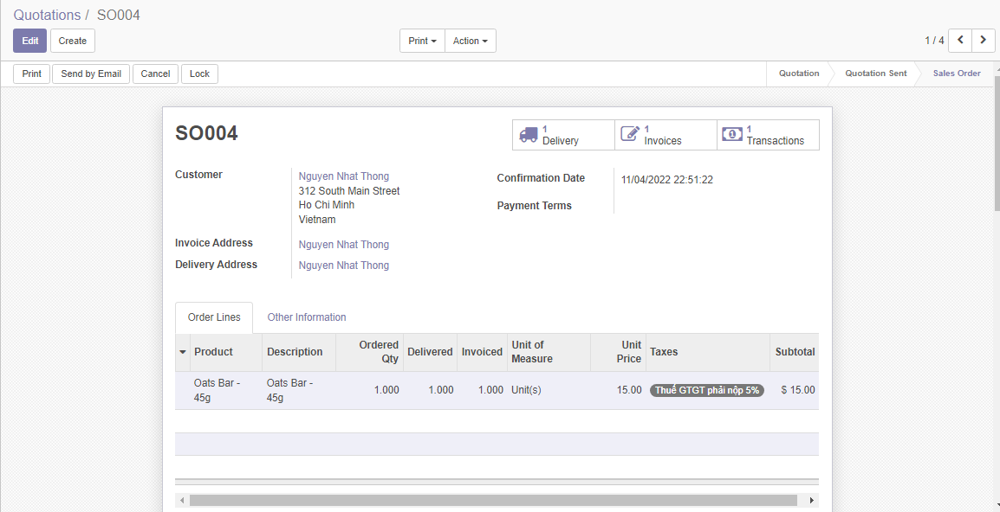 Quotations / SO004
Edit Create Print Action 1 / 4
Print Send by Email Cancel Lock Quotation Quotation Sent Sales Order
SO004
1 Delivery
1 Invoices
1 Transactions
Customer
Nguyen Nhat Thong
312 South Main Street
Ho Chi Minh
Vietnam
Confirmation Date 11/04/2022 22:51:22
Payment Terms
Invoice Address Nguyen Nhat Thong
Delivery Address Nguyen Nhat Thong
Order Lines Other Information
Product Description Ordered Qty Delivered Invoiced Unit of Measure Unit Price Taxes Subtotal
Oats Bar - 45g Oats Bar - 45g 1.000 1.000 1.000 Unit(s) 15.00 Thuế GTGT phải nộp 5% $ 15.00